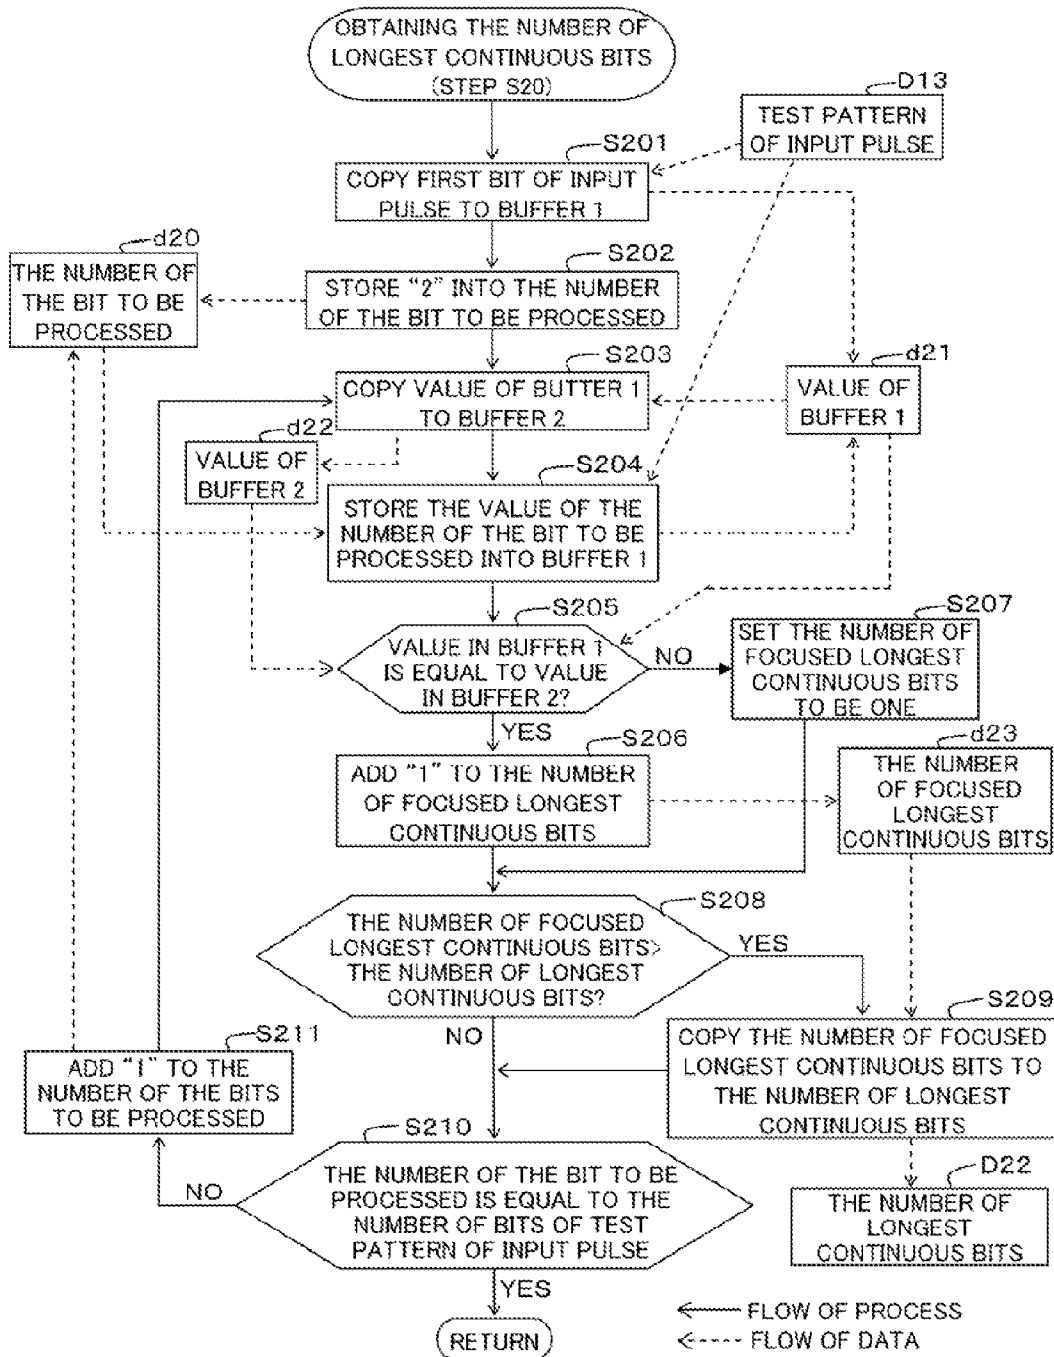 OBTAINING THE NUMBER OF
LONGEST CONTINUOUS BITS
(STEP S20)
D13
TEST PATTERN
OF INPUT PULSE
S201
COPY FIRST BIT OF INPUT
PULSE TO BUFFER 1
d20
THE NUMBER OF
THE BIT TO BE
PROCESSED
S202
STORE "2" INTO THE NUMBER
OF THE BIT TO BE PROCESSED
S203
COPY VALUE OF BUTTER 1
TO BUFFER 2
d21
VALUE OF
BUFFER 1
d22
VALUE OF
BUFFER 2
S204
STORE THE VALUE OF THE
NUMBER OF THE BIT TO BE
PROCESSED INTO BUFFER 1
S205
VALUE IN BUFFER 1
IS EQUAL TO VALUE
IN BUFFER 2?
NO
YES
S207
SET THE NUMBER OF
FOCUSED LONGEST
CONTINUOUS BITS
TO BE ONE
S206
ADD "1" TO THE NUMBER
OF FOCUSED LONGEST
CONTINUOUS BITS
d23
THE NUMBER
OF FOCUSED
LONGEST
CONTINUOUS BITS
S208
THE NUMBER OF FOCUSED
LONGEST CONTINUOUS BITS>
THE NUMBER OF LONGEST
CONTINUOUS BITS?
YES
NO
S209
COPY THE NUMBER OF FOCUSED
LONGEST CONTINUOUS BITS TO
THE NUMBER OF LONGEST
CONTINUOUS BITS
S211
ADD "1" TO THE
NUMBER OF THE BITS
TO BE PROCESSED
S210
THE NUMBER OF THE BIT TO BE
PROCESSED IS EQUAL TO THE
NUMBER OF BITS OF TEST
PATTERN OF INPUT PULSE
NO
YES
D22
THE NUMBER OF
LONGEST
CONTINUOUS BITS
RETURN
FLOW OF PROCESS
FLOW OF DATA